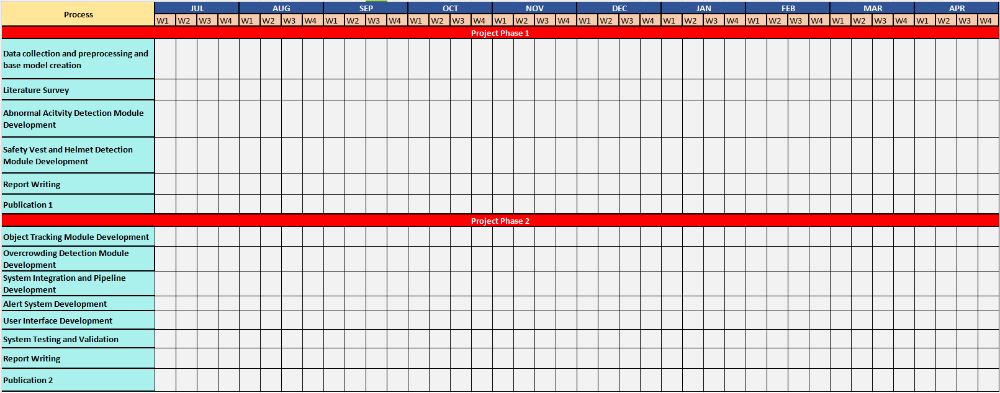 Process
JUL AUG SEP OCT NOV DEC JAN FEB MAR APR
W1 W2 W3 W4 W1 W2 W3 W4 W1 W2 W3 W4 W1 W2 W3 W4 W1 W2 W3 W4 W1 W2 W3 W4 W1 W2 W3 W4 W1 W2 W3 W4 W1 W2 W3 W4 W1 W2 W3 W4
Project Phase 1
Data collection and preprocessing and
base model creation
Literature Survey
Abnormal Acitvity Detection Module
Development
Safety Vest and Helmet Detection
Module Development
Report Writing
Publication 1
Project Phase 2
Object Tracking Module Development
Overcrowding Detection Module
Development
System Integration and Pipeline
Development
Alert System Development
User Interface Development
System Testing and Validation
Report Writing
Publication 2